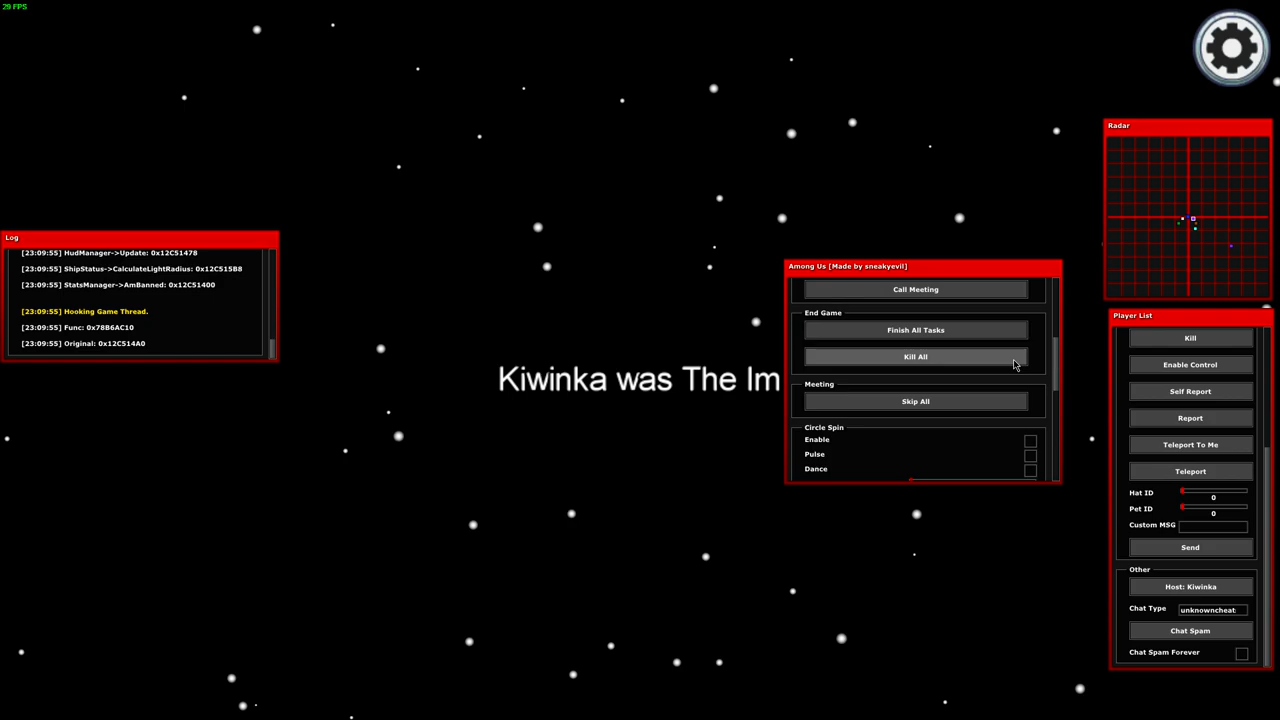 29 FPS
Radar
Log
[23:09:55] HudManager->Update: 0x12C51478
[23:09:55] ShipStatus->CalculateLightRadius: 0x12C515B8
[23:09:55] StatsManager->AmBanned: 0x12C51400
[23:09:55] Hooking Game Thread.
[23:09:55] Func: 0x78B6AC10
[23:09:55] Original: 0x12C514A0
Kiwinka was The Im
Among Us [Made by sneakyevil]
Call Meeting
End Game
Finish All Tasks
Kill All
Meeting
Skip All
Circle Spin
Enable
Pulse
Dance
Player List
Kill
Enable Control
Self Report
Report
Teleport To Me
Teleport
Hat ID
0
Pet ID
0
Custom MSG
Send
Other
Host: Kiwinka
Chat Type
unknowncheat
Chat Spam
Chat Spam Forever